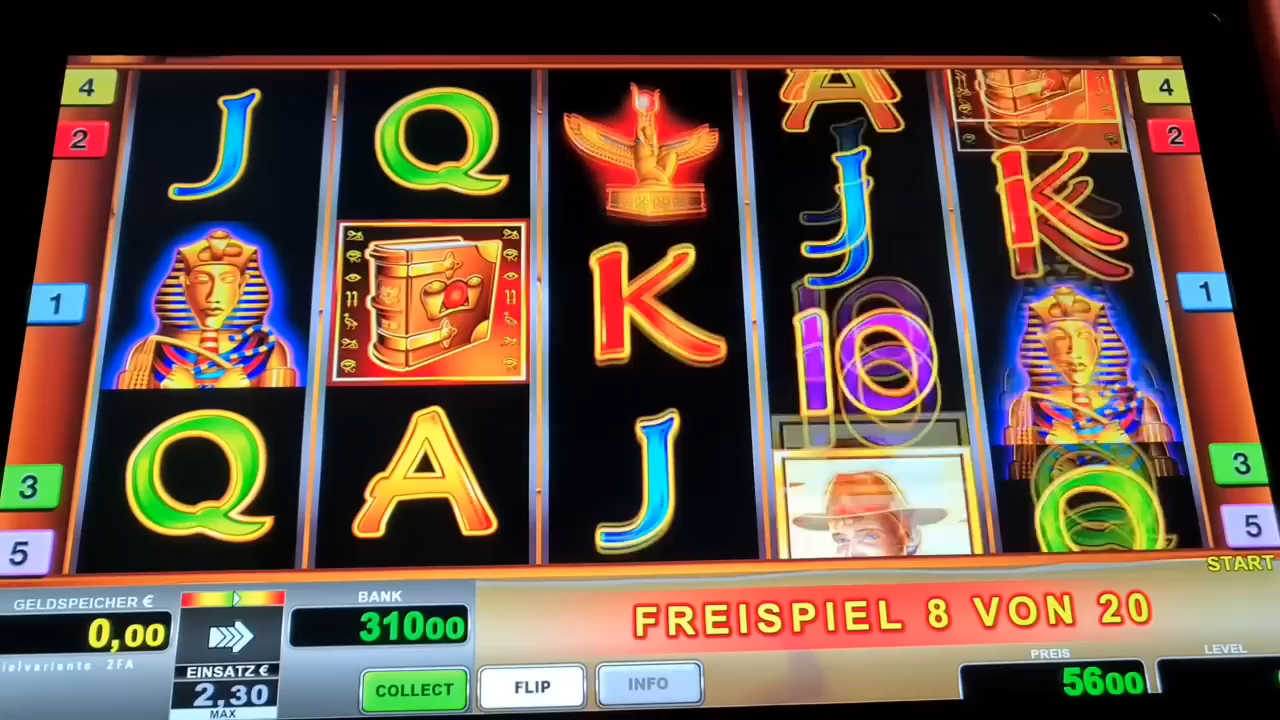 4
4
2
2
J
Q
A
J
K
1
1
K
10
Q
A
J
Q
3
3
5
5
START
GELDSPEICHER €
0,00
BANK
31000
FREISPIEL 8 VON 20
ielvariante 2FA
EINSATZ €
2,30
MAX
COLLECT
FLIP
INFO
PREIS
5600
LEVEL